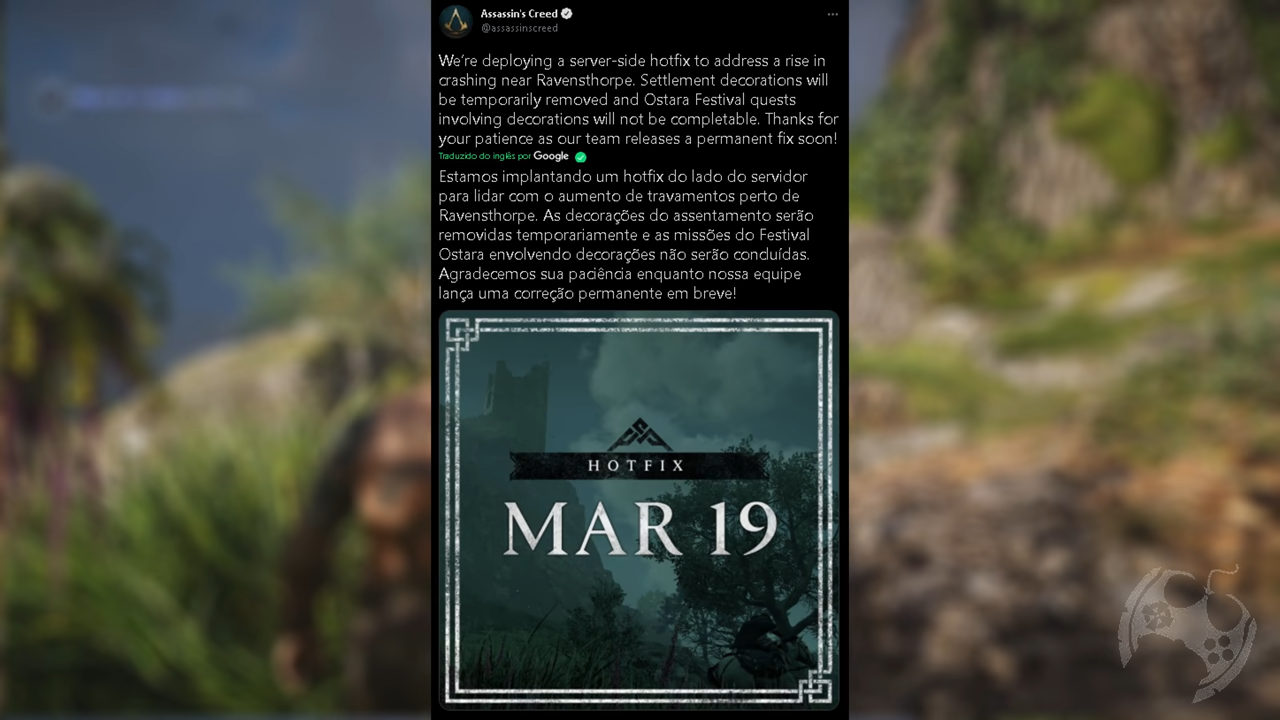 Assassin's Creed
@assassinscreed
We're deploying a server-side hotfix to address a rise in
crashing near Ravensthorpe. Settlement decorations will
be temporarily removed and Ostara Festival quests
involving decorations will not be completable. Thanks for
your patience as our team releases a permanent fix soon!
Traduzido do inglês por Google
Estamos implantando um hotfix do lado do servidor
para lidar com o aumento de travamentos perto de
Ravensthorpe. As decorações do assentamento serão
removidas temporariamente e as missões do Festival
Ostara envolvendo decorações não serão concluídas.
Agradecemos sua paciência enquanto nossa equipe
lança uma correção permanente em breve!
HOTFIX
MAR 19